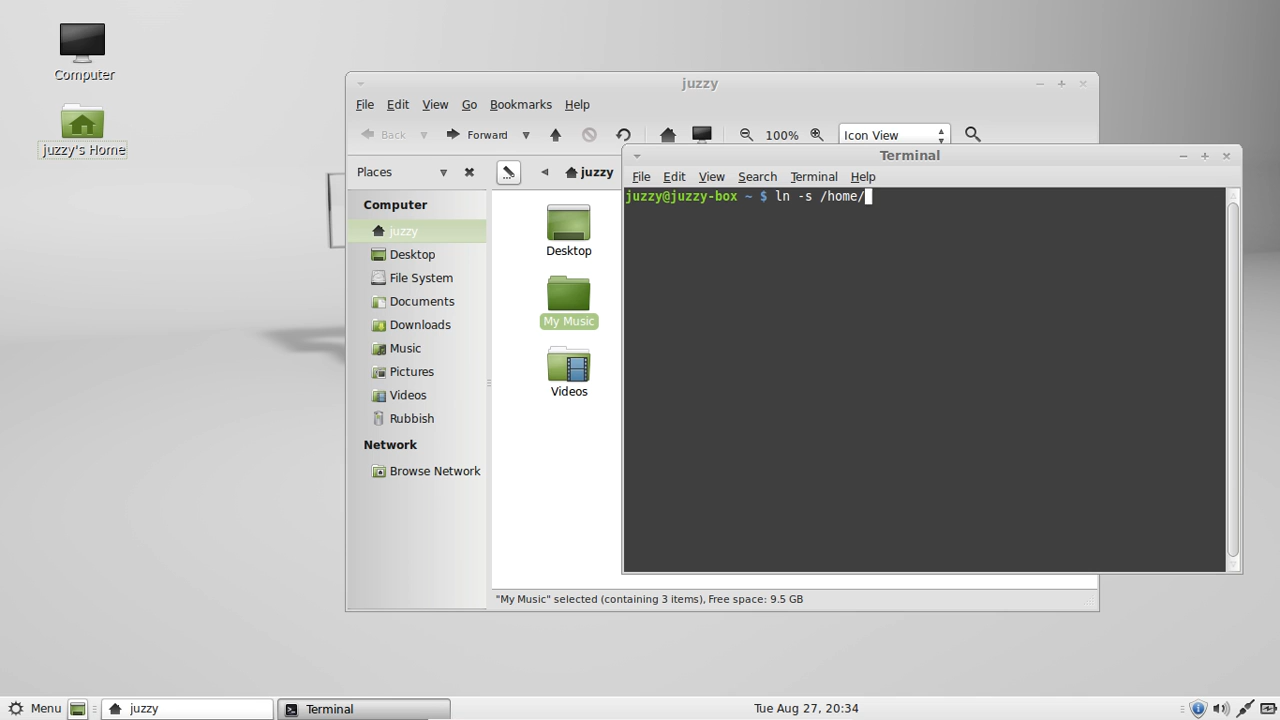 Computer
juzzy's Home
juzzy
File Edit View Go Bookmarks Help
Back Forward 100% Icon View
Places juzzy
Computer
juzzy
Desktop
File System
Documents
Downloads
Music
Pictures
Videos
Rubbish
Network
Browse Network
Desktop
My Music
Videos
"My Music" selected (containing 3 items), Free space: 9.5 GB
Terminal
File Edit View Search Terminal Help
juzzy@juzzy-box ~ $ ln -s /home/
Menu juzzy Terminal Tue Aug 27, 20:34